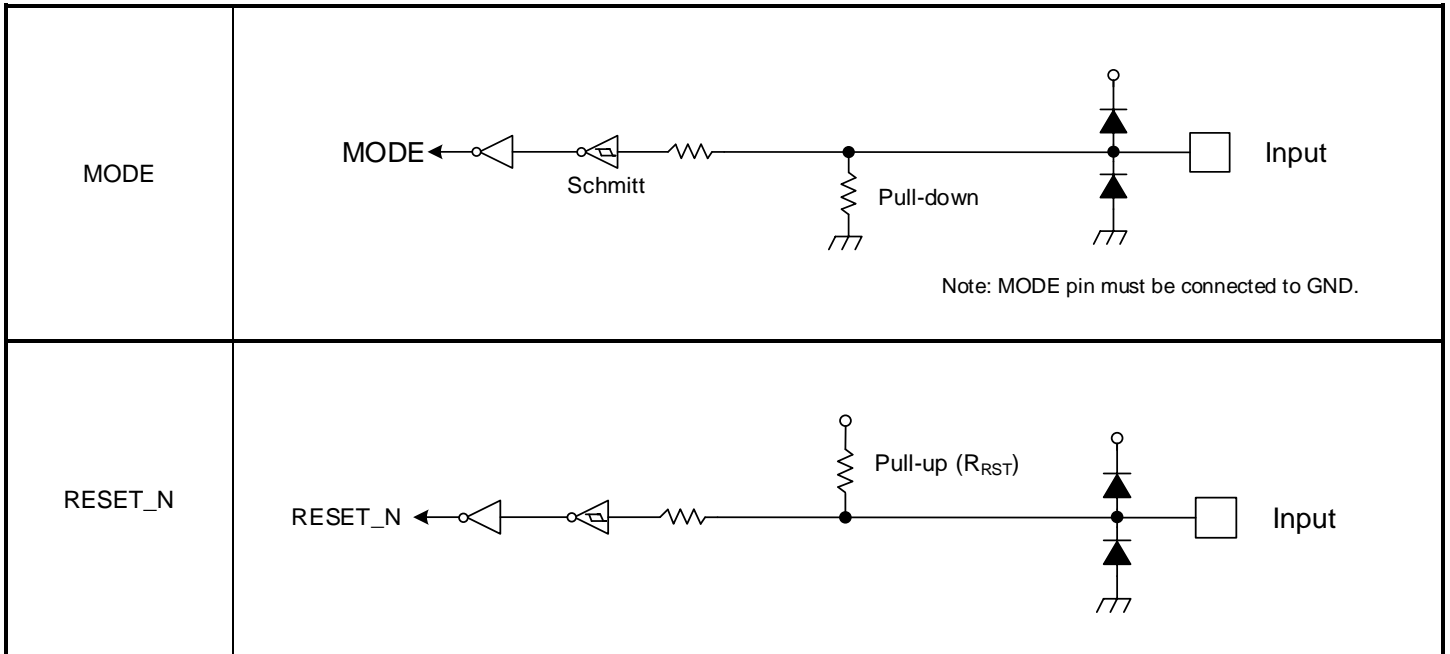 MODE
MODE
Schmitt
Pull-down
Input
Note: MODE pin must be connected to GND.
RESET_N
RESET_N
Pull-up (RRST)
Input